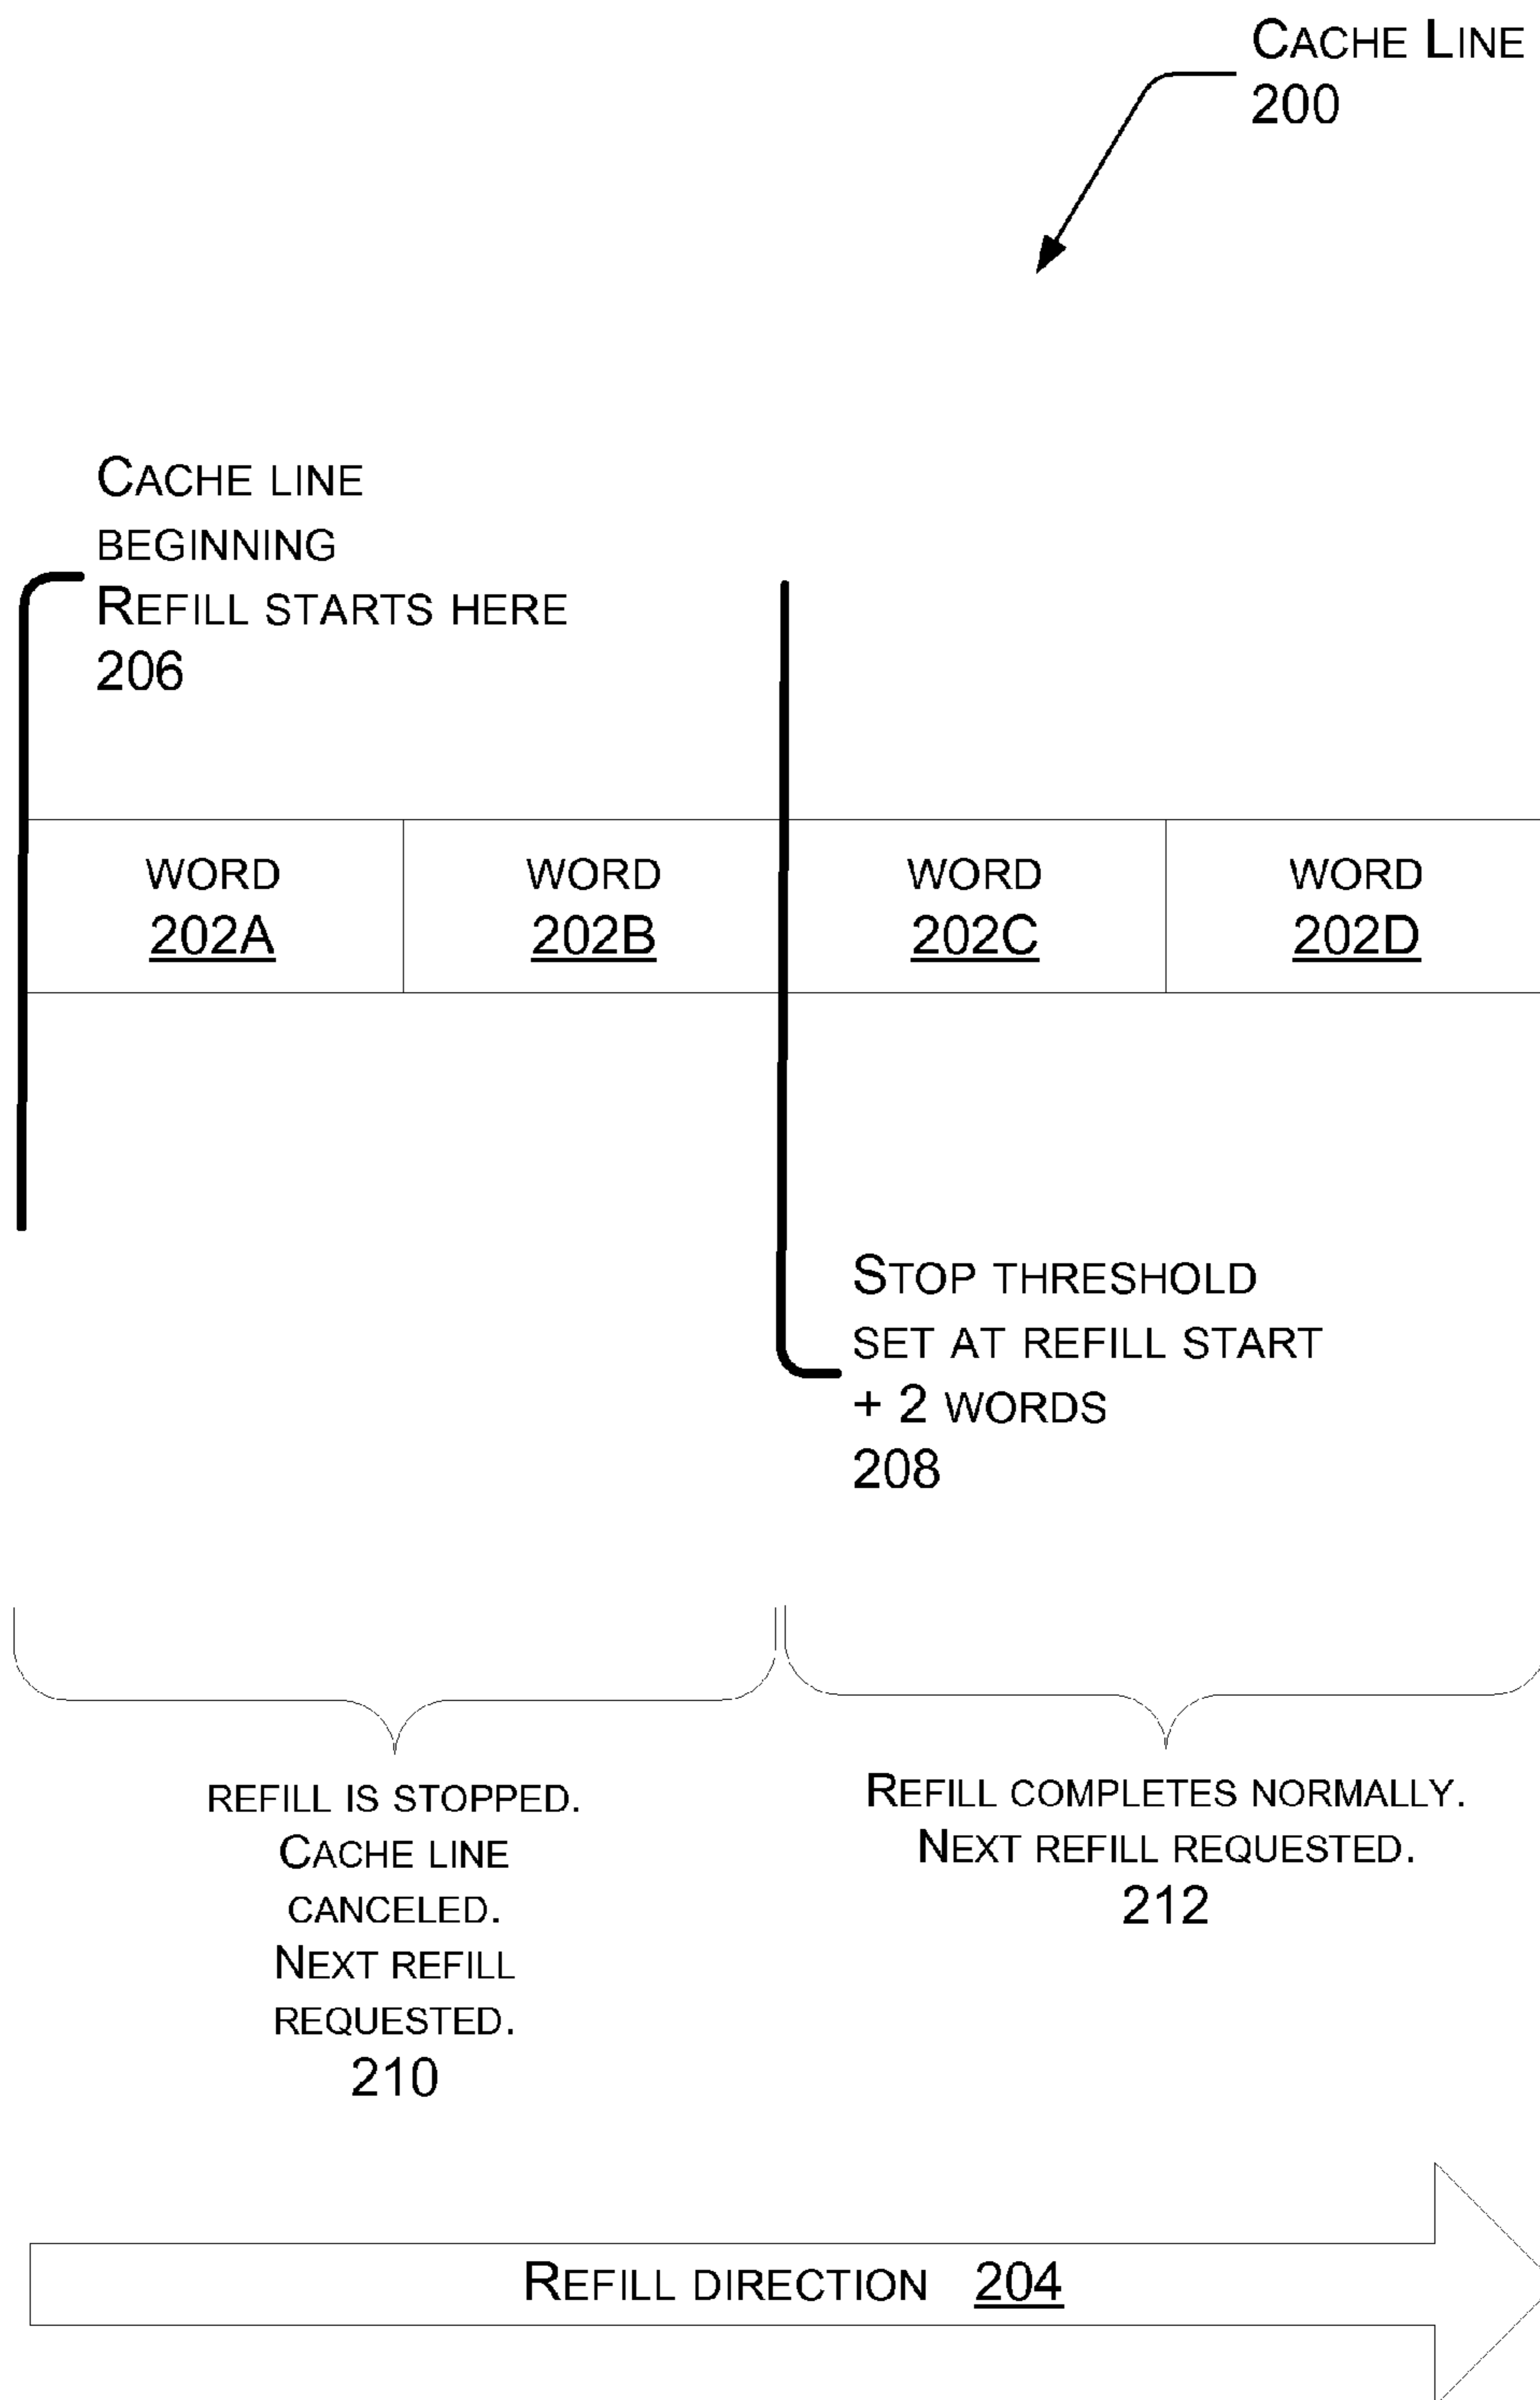 CACHE LINE
200
CACHE LINE
BEGINNING
REFILL STARTS HERE
206
WORD WORD WORD WORD
202A 202B 202C 202D
STOP THRESHOLD
SET AT REFILL START
+ 2 WORDS
208
REFILL IS STOPPED.
CACHE LINE
CANCELED.
NEXT REFILL
REQUESTED.
210
REFILL COMPLETES NORMALLY.
NEXT REFILL REQUESTED.
212
REFILL DIRECTION 204